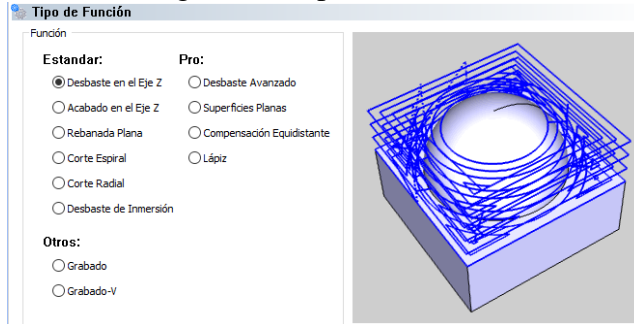 Tipo de Función
Función
Estandar:
Desbaste en el Eje Z
Acabado en el Eje Z
Rebanada Plana
Corte Espiral
Corte Radial
Desbaste de Inmersión
Pro:
Desbaste Avanzado
Superficies Planas
Compensación Equidistante
Lápiz
Otros:
Grabado
Grabado-V